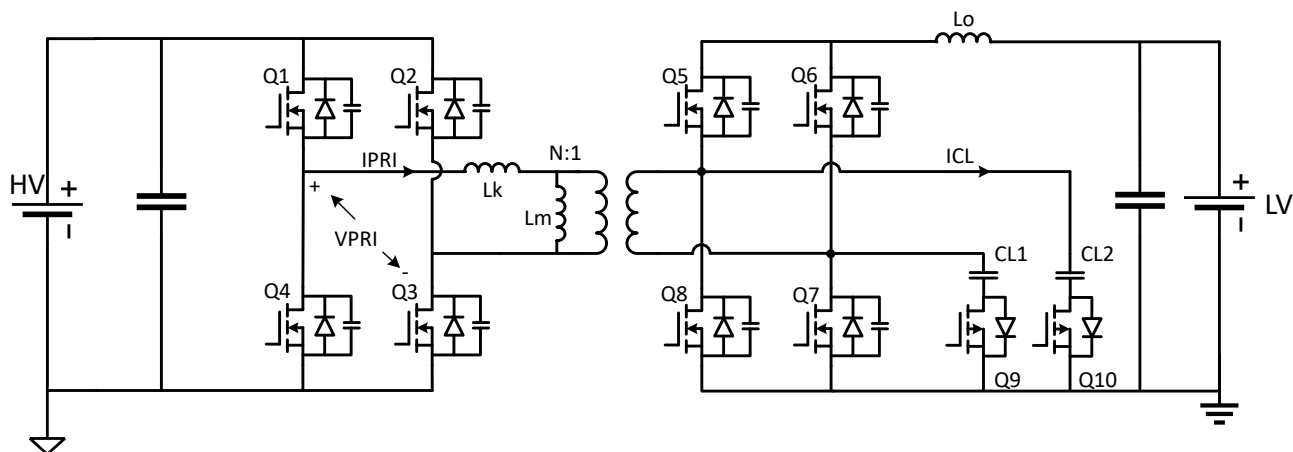 Lo
Q1
Q2
Q5
Q6
HV
+
-
IPRI
N:1
ICL
+
Lk
Lm
VPRI
-
+
-
LV
CL1
CL2
Q4
Q3
Q8
Q7
Q9
Q10